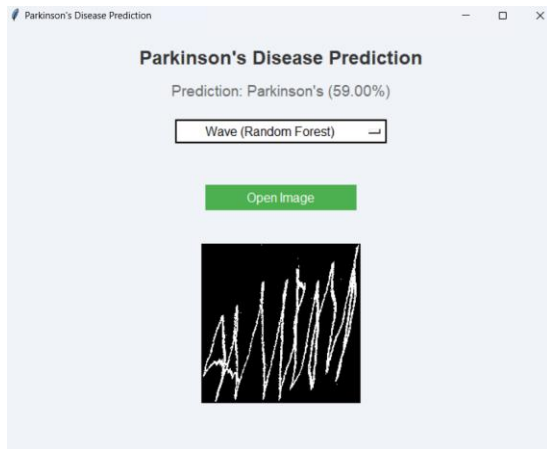 Parkinson's Disease Prediction
Parkinson's Disease Prediction
Prediction: Parkinson's (59.00%)
Wave (Random Forest)
Open Image